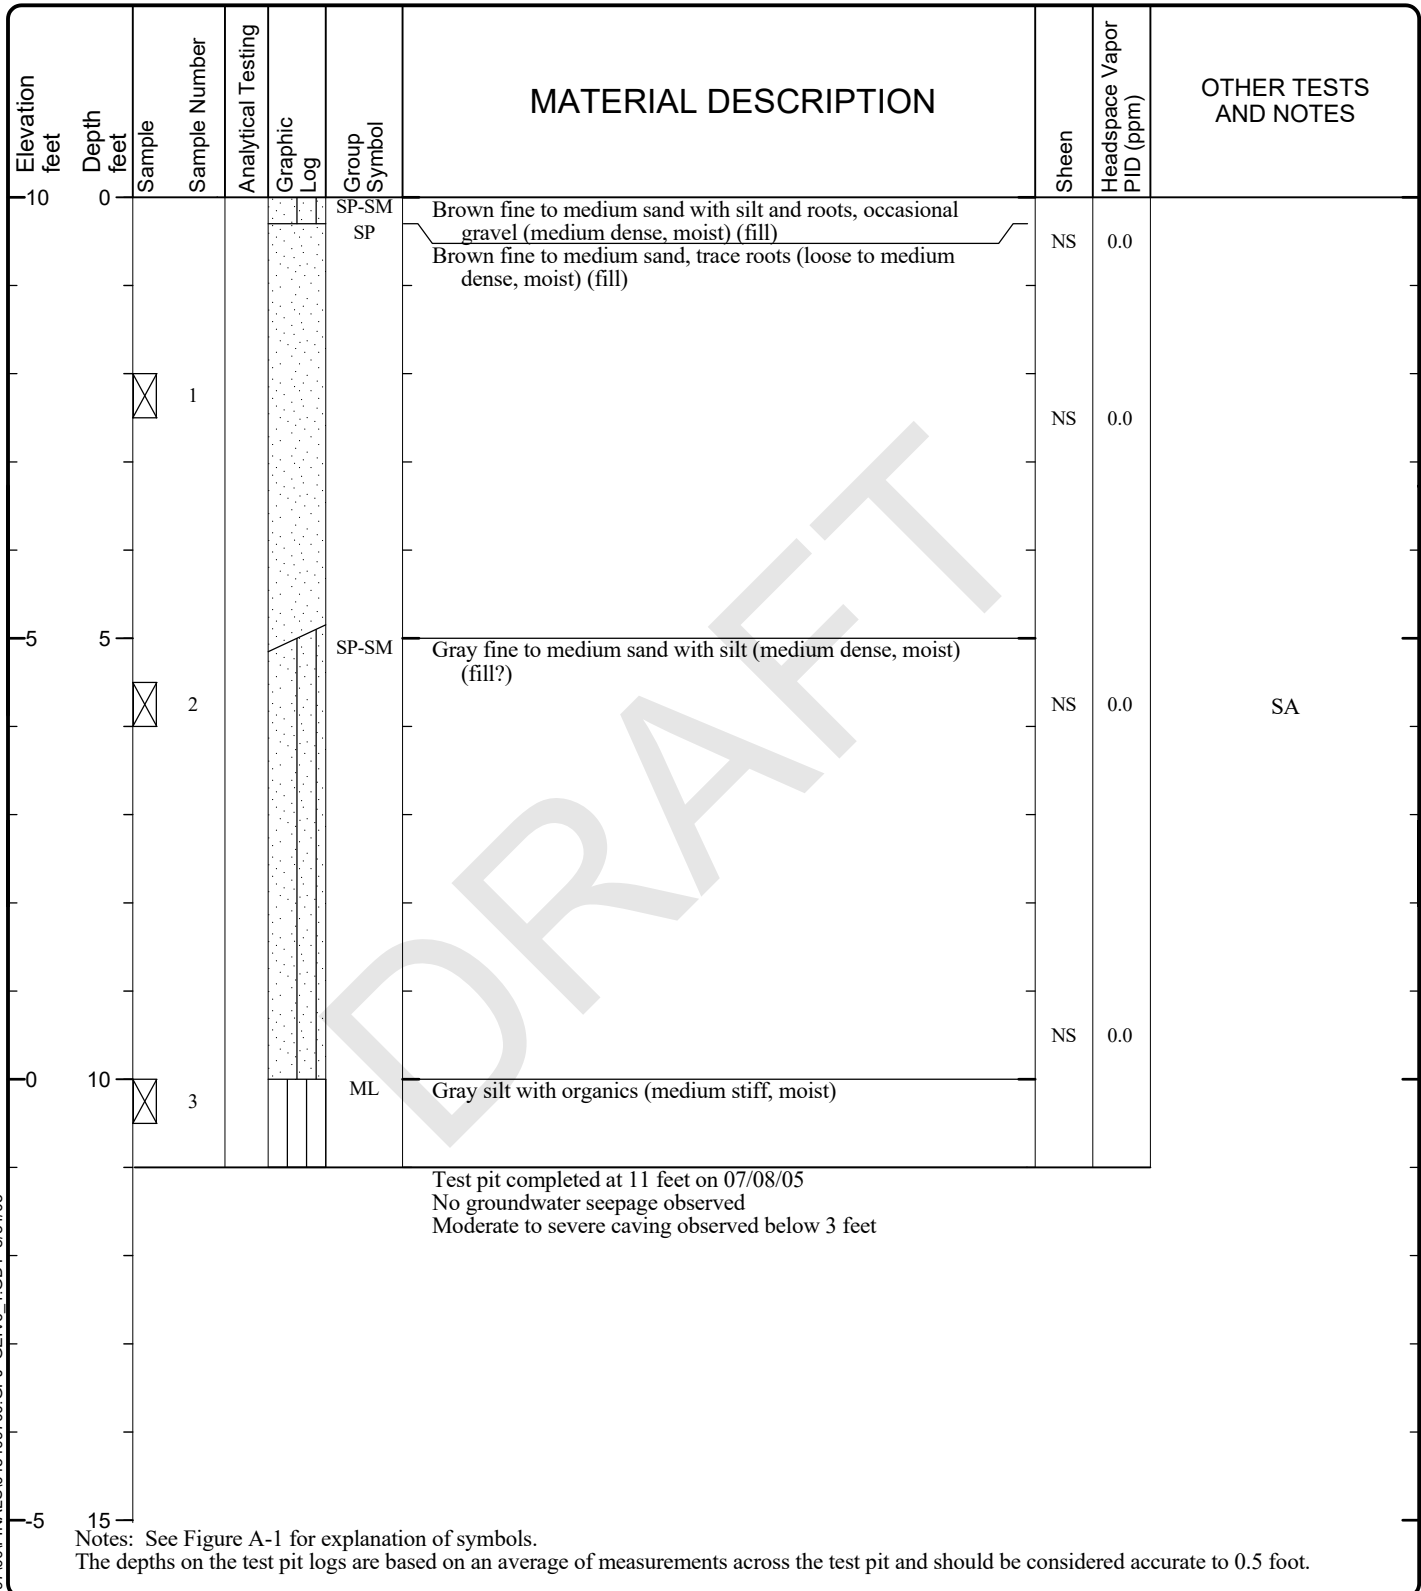 Elevation
feet
Depth
feet
Sample
Sample Number
Analytical Testing
Graphic
Log
Group
Symbol
MATERIAL DESCRIPTION
Sheen
Headspace Vapor
PID (ppm)
OTHER TESTS
AND NOTES
10 0
SP-SM Brown fine to medium sand with silt and roots, occasional
gravel (medium dense, moist) (fill)
SP
NS 0.0
Brown fine to medium sand, trace roots (loose to medium
dense, moist) (fill)
1
NS 0.0
5 5
SP-SM Gray fine to medium sand with silt (medium dense, moist)
(fill?)
2 NS 0.0 SA
NS 0.0
0 10
ML Gray silt with organics (medium stiff, moist)
3
Test pit completed at 11 feet on 07/08/05
No groundwater seepage observed
Moderate to severe caving observed below 3 feet
-5 15
Notes: See Figure A-1 for explanation of symbols.
The depths on the test pit logs are based on an average of measurements across the test pit and should be considered accurate to 0.5 foot.
DRAFT